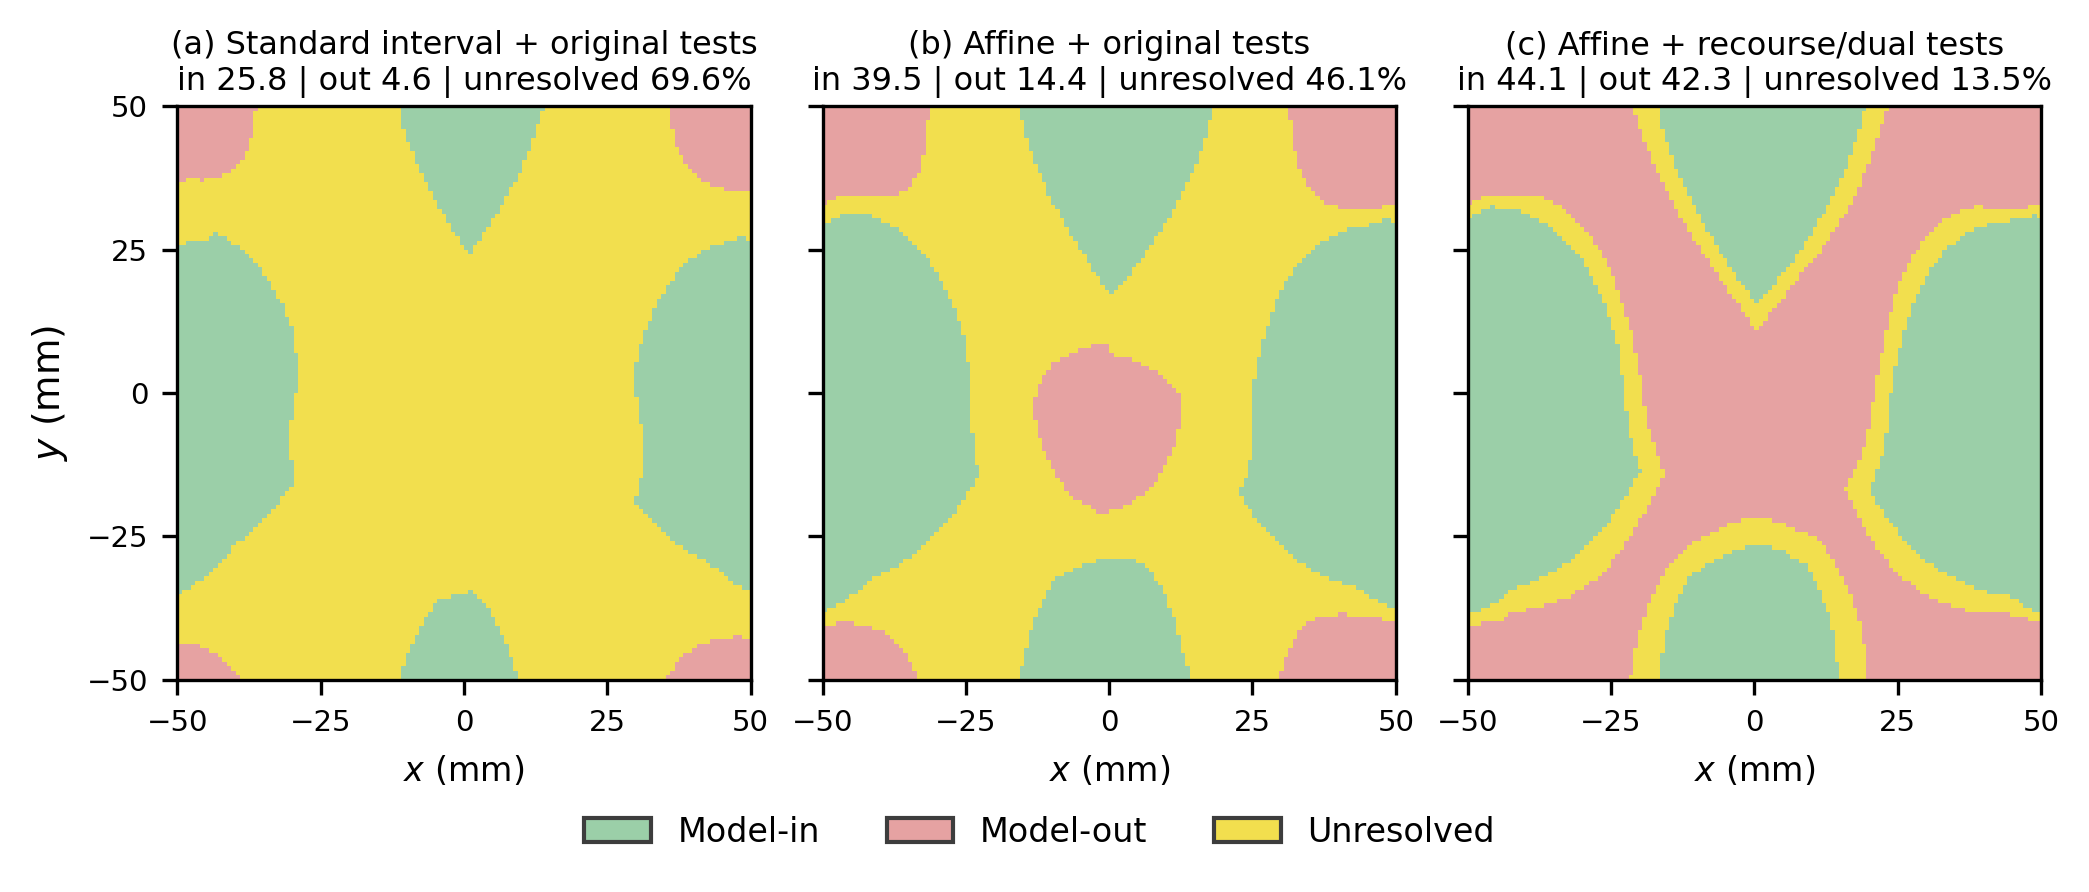 (a) Standard interval + original tests
in 25.8 | out 4.6 | unresolved 69.6%
(b) Affine + original tests
in 39.5 | out 14.4 | unresolved 46.1%
(c) Affine + recourse/dual tests
in 44.1 | out 42.3 | unresolved 13.5%
50
25
0
−25
−50
y (mm)
−50 −25 0 25 50
−50 −25 0 25 50
−50 −25 0 25 50
x (mm)
x (mm)
x (mm)
Model-in
Model-out
Unresolved